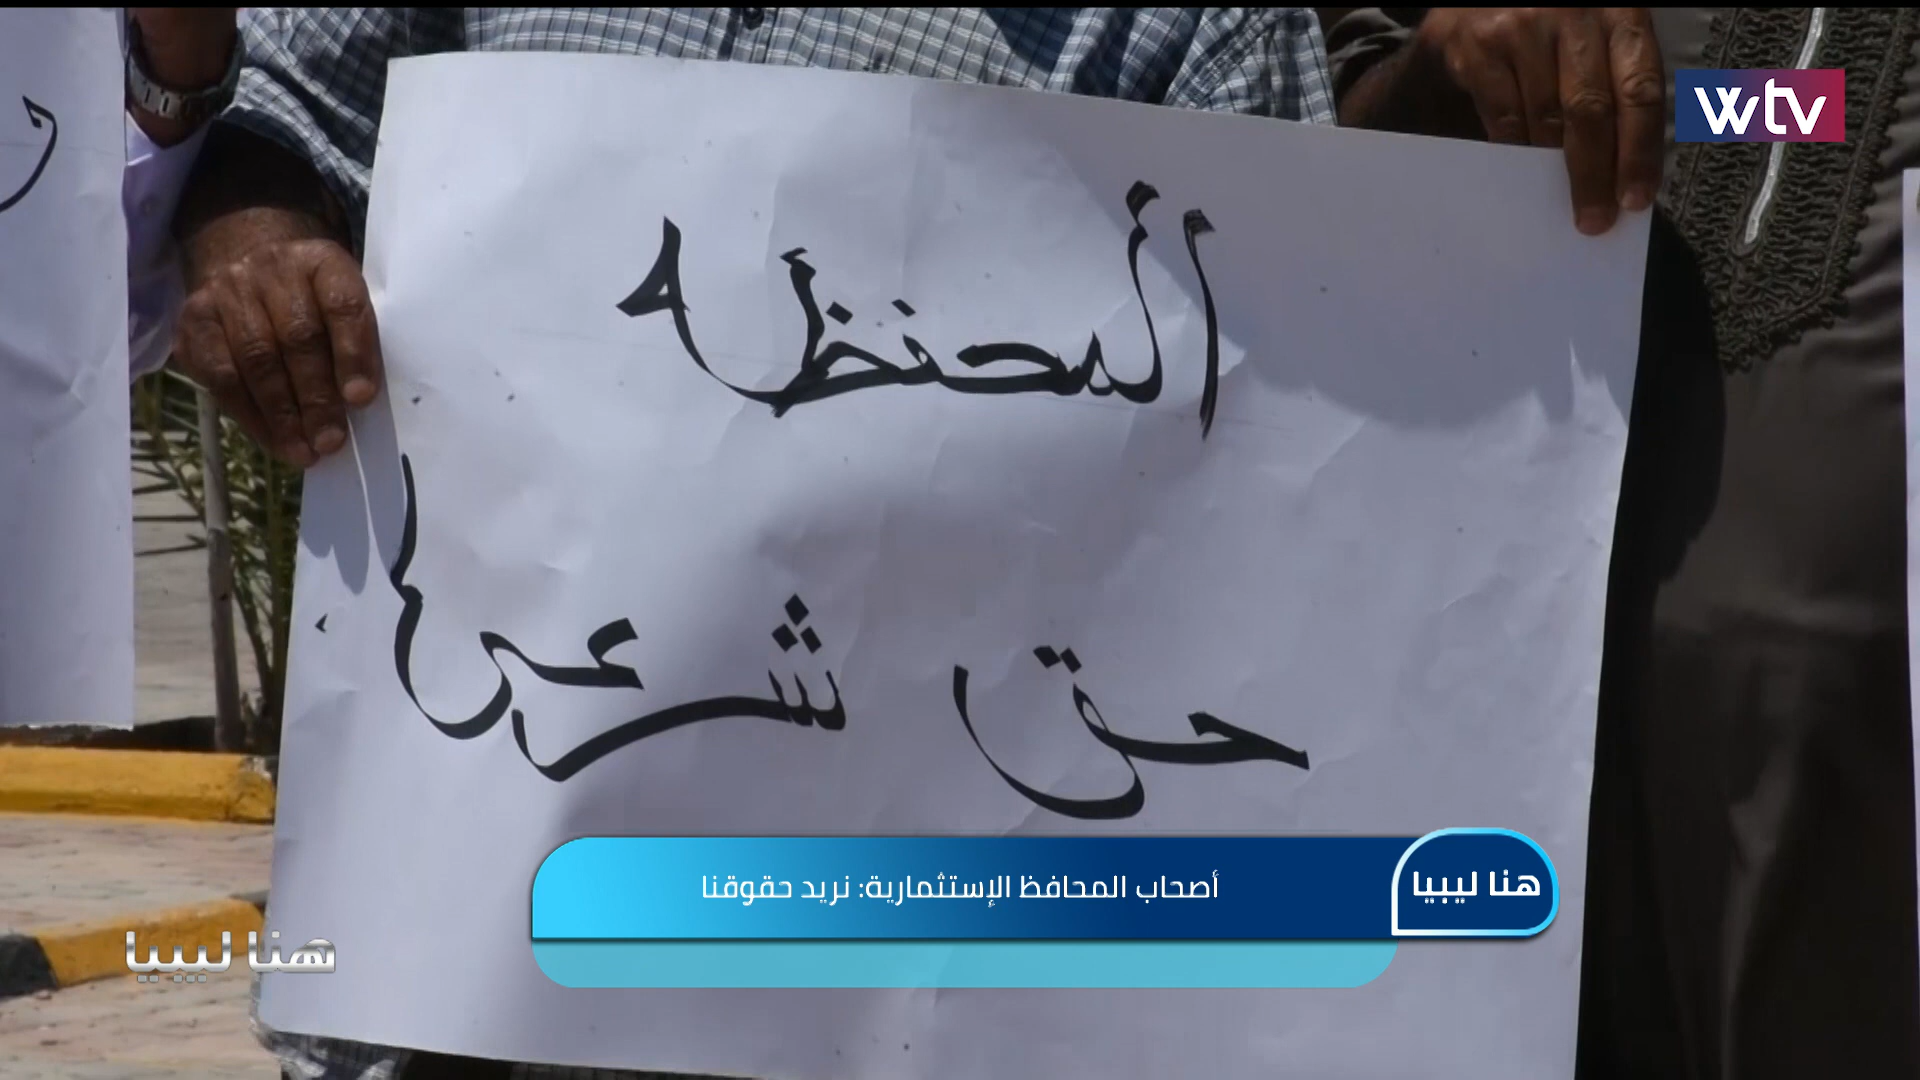 wtv
المحفظه
حق شرعي
هنا ليبيا
أصحاب المحافظ الإستثمارية: نريد حقوقنا
هنا ليبيا